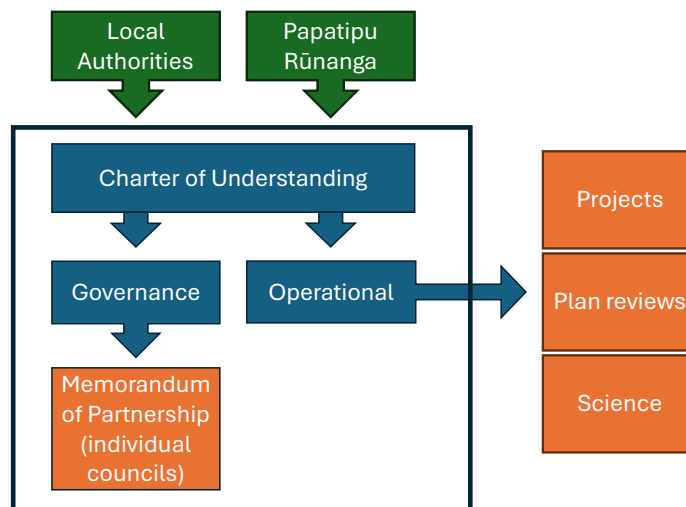 Local
Authorities
Papatipu
Rūnanga
Charter of Understanding
Projects
Governance
Operational
Plan reviews
Memorandum
of Partnership
(individual
councils)
Science